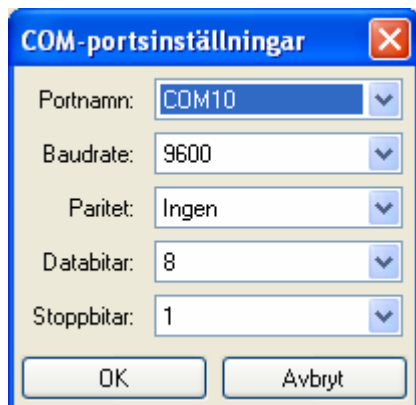 COM-portsinställningar
Portnamn: COM10
Baudrate: 9600
Paritet: Ingen
Databitar: 8
Stoppbitar: 1
OK Avbryt